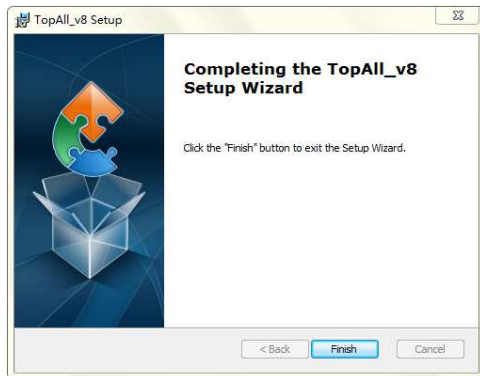 TopAll_v8 Setup
Completing the TopAll_v8
Setup Wizard
Click the "Finish" button to exit the Setup Wizard.
< Back
Finish
Cancel